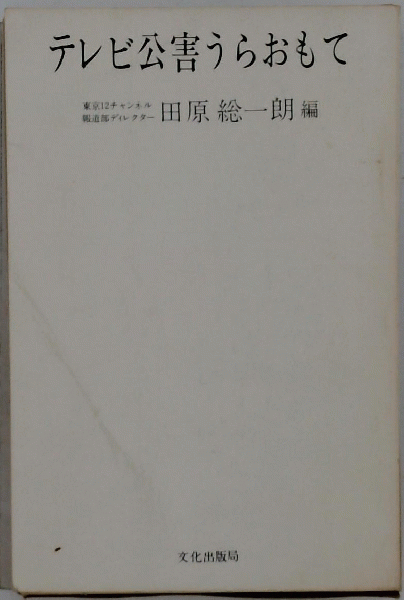 テレビ公害うらおもて
東京12チャンネル
報道部ディレクター 田原総一朗 編
文化出版局